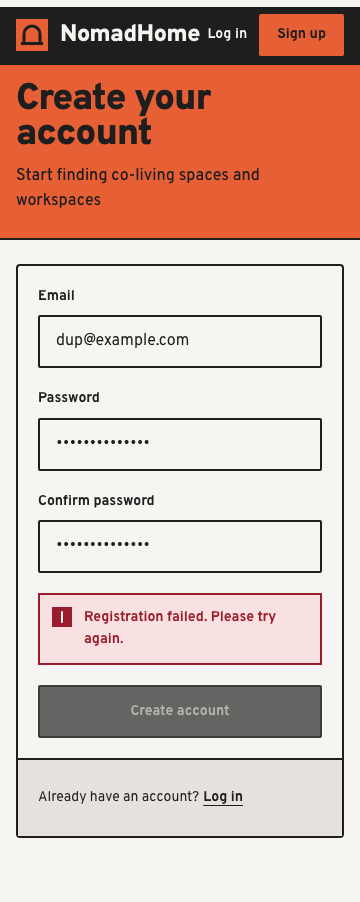 NomadHome Log in Sign up
Create your
account
Start finding co-living spaces and
workspaces
Email
dup@example.com
Password
••••••••••••••
Confirm password
••••••••••••••
Registration failed. Please try
again.
Create account
Already have an account? Log in